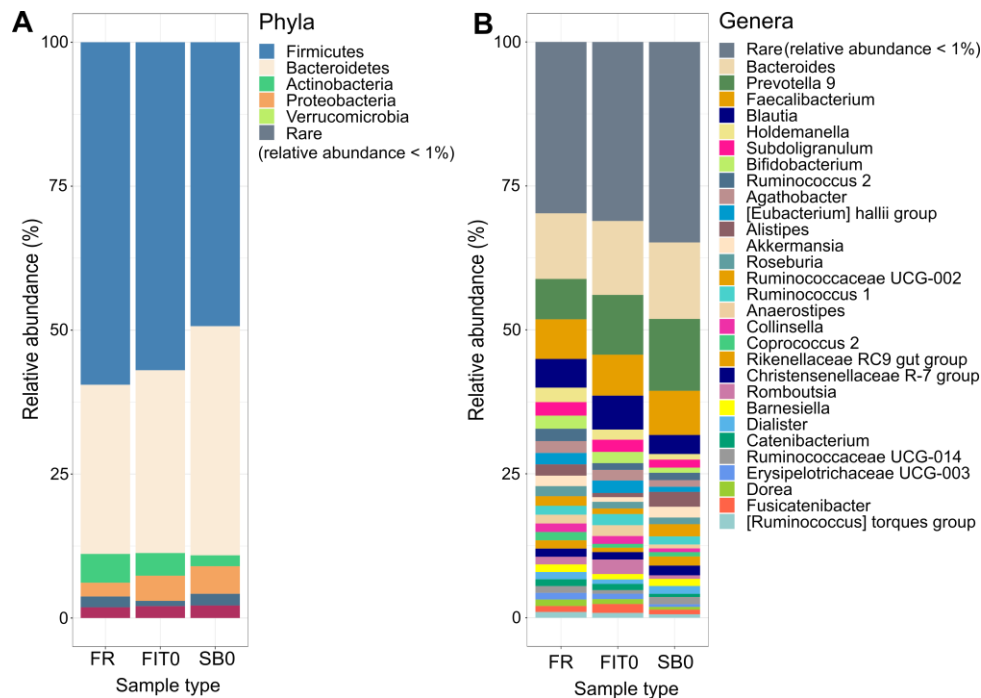 A
Phyla
Firmicutes
Bacteroidetes
Actinobacteria
Proteobacteria
Verrucomicrobia
Rare
(relative abundance < 1%)
Relative abundance (%)
100
75
50
25
0
FR FIT0 SB0
Sample type
B
Genera
Rare (relative abundance < 1%)
Bacteroides
Prevotella 9
Faecalibacterium
Blautia
Holdemanella
Subdoligranulum
Bifidobacterium
Ruminococcus 2
Agathobacter
[Eubacterium] hallii group
Alistipes
Akkermansia
Roseburia
Ruminococcaceae UCG-002
Ruminococcus 1
Anaerostipes
Collinsella
Coprococcus 2
Rikenellaceae RC9 gut group
Christensenellaceae R-7 group
Romboutsia
Barnesiella
Dialister
Catenibacterium
Ruminococcaceae UCG-014
Erysipelotrichaceae UCG-003
Dorea
Fusicatenibacter
[Ruminococcus] torques group
Relative abundance (%)
100
75
50
25
0
FR FIT0 SB0
Sample type